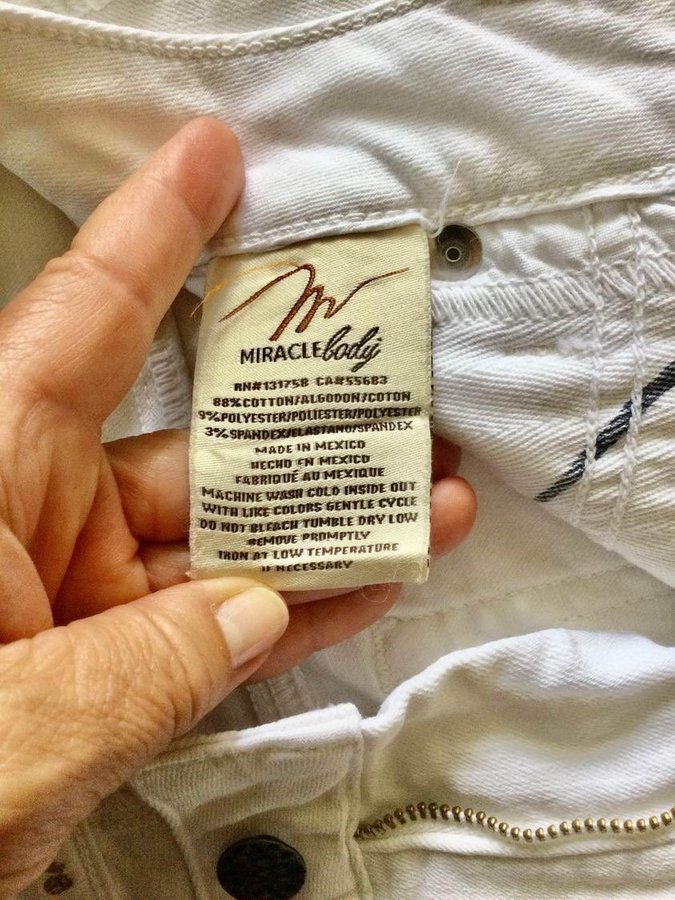 MIRACLEbody
RN#131758 CA#55683
88%COTTON/ALGODON/COTON
9%POLYESTER/POLIESTER/POLYESTER
3%SPANDEX/ELASTANO/SPANDEX
MADE IN MEXICO
HECHO EN MEXICO
FABRIQUÉ AU MEXIQUE
MACHINE WASH COLD INSIDE OUT
WITH LIKE COLORS GENTLE CYCLE
DO NOT BLEACH TUMBLE DRY LOW
REMOVE PROMPTLY
IRON AT LOW TEMPERATURE
IF NECESSARY